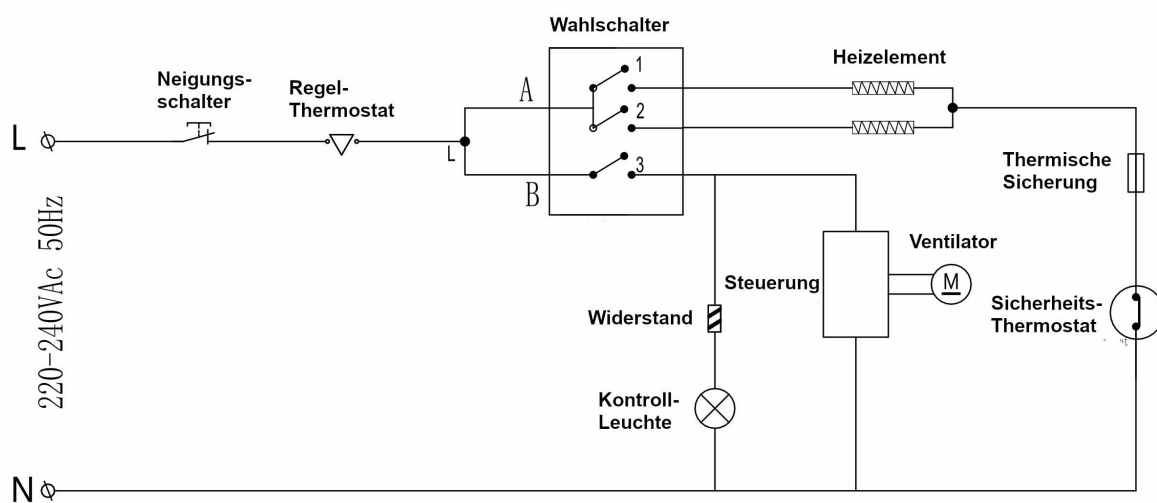 Wahlschalter
Neigungs-
schalter
Regel-
Thermostat
Heizelement
A
1
2
3
L
L
B
Thermische
Sicherung
220-240VAc 50Hz
Ventilator
M
Steuerung
Widerstand
Sicherheits-
Thermostat
Kontroll-
Leuchte
N